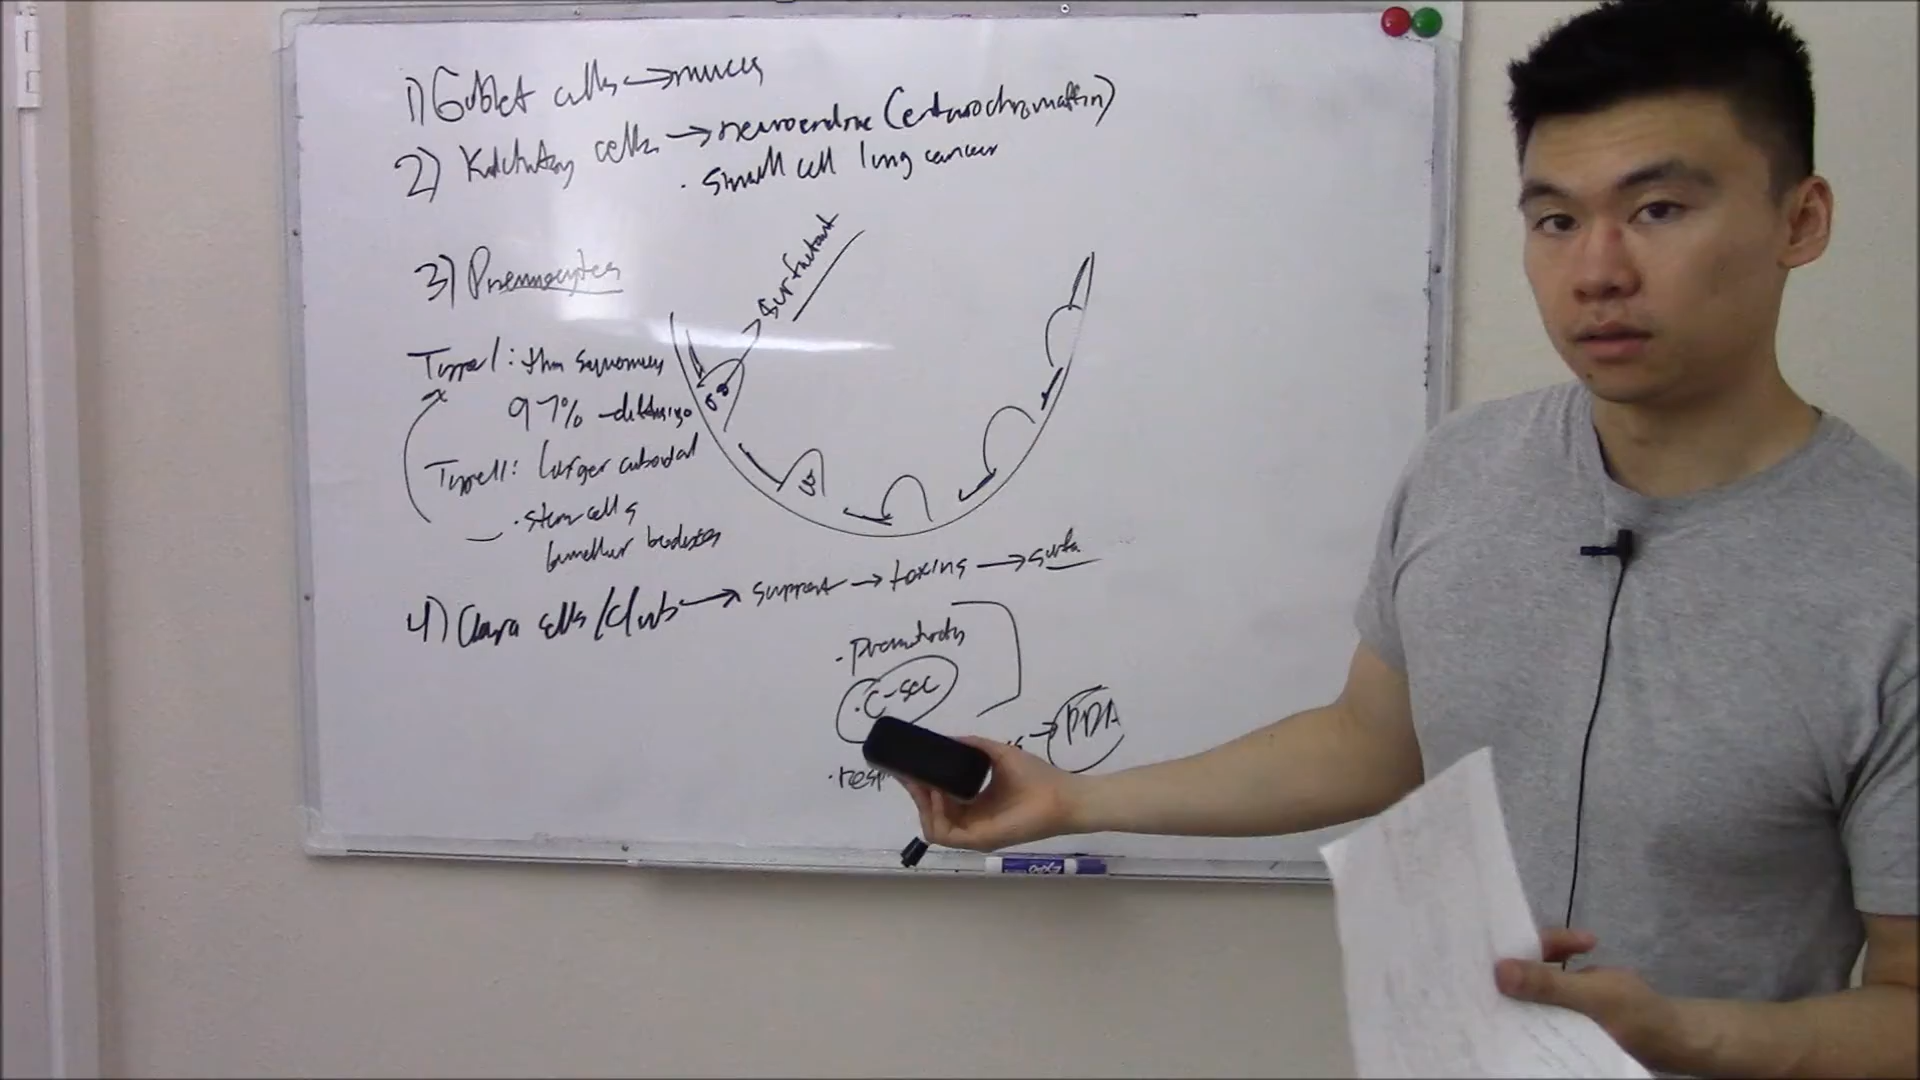 1) Goblet cells → mucus
2) Kulchitsky cells → neuroendocrine (enterochromaffin)
· small cell lung cancer
3) Pneumocytes
surfactant
Type I: thin squamous
97% - diffusion
Type II: larger cuboidal
· stem cells
lamellar bodies
4) Clara cells / club → support → toxins → surfa
· prematurity
· C-sec
→ PDA
· resp
EXPO